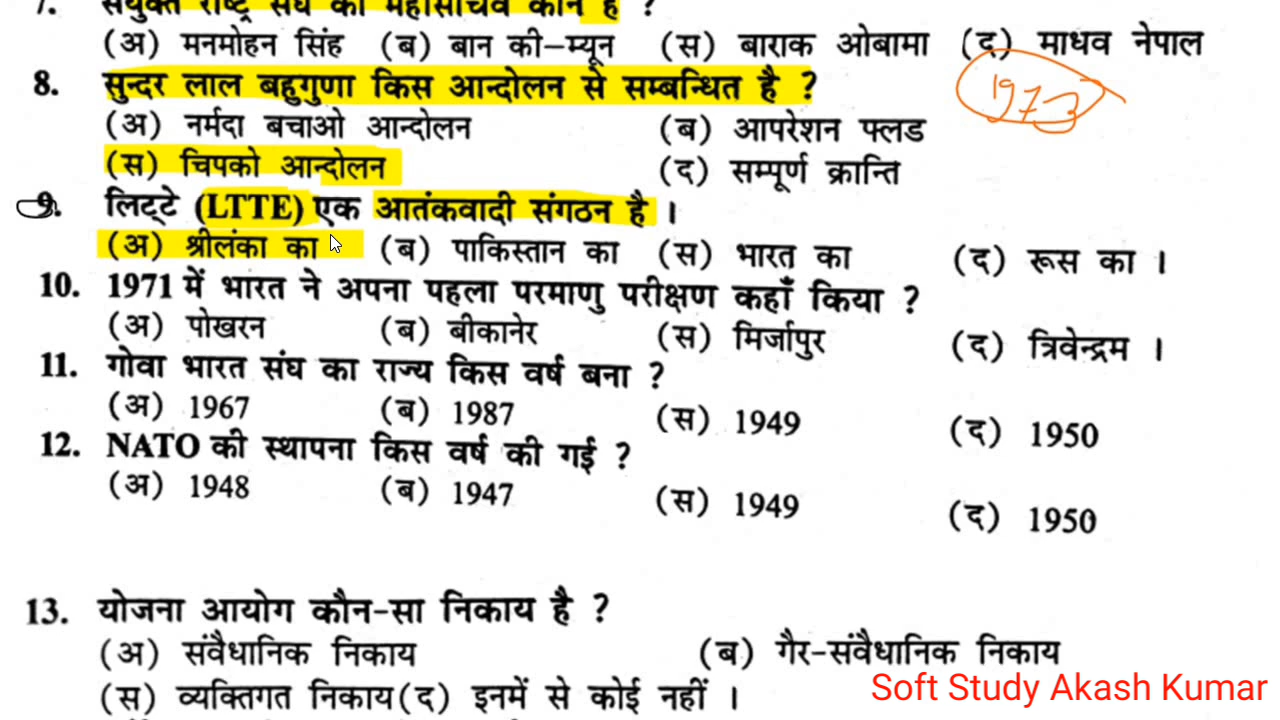 7. संयुक्त राष्ट्र संघ का महासचिव कौन है ?
(अ) मनमोहन सिंह (ब) बान की-म्यून (स) बाराक ओबामा (द) माधव नेपाल
8. सुन्दर लाल बहुगुणा किस आन्दोलन से सम्बन्धित है ?
1973
(अ) नर्मदा बचाओ आन्दोलन (ब) आपरेशन फ्लड
(स) चिपको आन्दोलन (द) सम्पूर्ण क्रान्ति
9. लिट्टे (LTTE) एक आतंकवादी संगठन है ।
(अ) श्रीलंका का (ब) पाकिस्तान का (स) भारत का (द) रूस का ।
10. 1971 में भारत ने अपना पहला परमाणु परीक्षण कहाँ किया ?
(अ) पोखरन (ब) बीकानेर (स) मिर्जापुर (द) त्रिवेन्द्रम ।
11. गोवा भारत संघ का राज्य किस वर्ष बना ?
(अ) 1967 (ब) 1987 (स) 1949 (द) 1950
12. NATO की स्थापना किस वर्ष की गई ?
(अ) 1948 (ब) 1947 (स) 1949 (द) 1950
13. योजना आयोग कौन-सा निकाय है ?
(अ) संवैधानिक निकाय (ब) गैर-संवैधानिक निकाय
(स) व्यक्तिगत निकाय (द) इनमें से कोई नहीं ।
Soft Study Akash Kumar